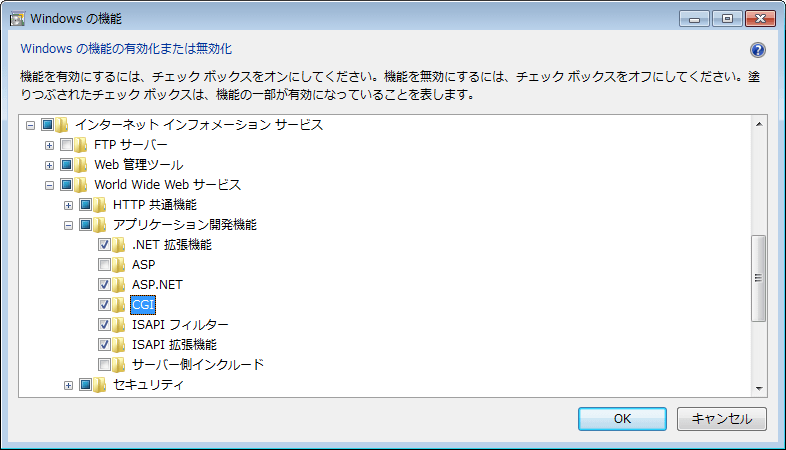 Windows の機能
Windows の機能の有効化または無効化
機能を有効にするには、チェック ボックスをオンにしてください。機能を無効にするには、チェック ボックスをオフにしてください。塗
りつぶされたチェック ボックスは、機能の一部が有効になっていることを表します。
インターネット インフォメーション サービス
FTP サーバー
Web 管理ツール
World Wide Web サービス
HTTP 共通機能
アプリケーション開発機能
.NET 拡張機能
ASP
ASP.NET
CGI
ISAPI フィルター
ISAPI 拡張機能
サーバー側インクルード
セキュリティ
OK
キャンセル